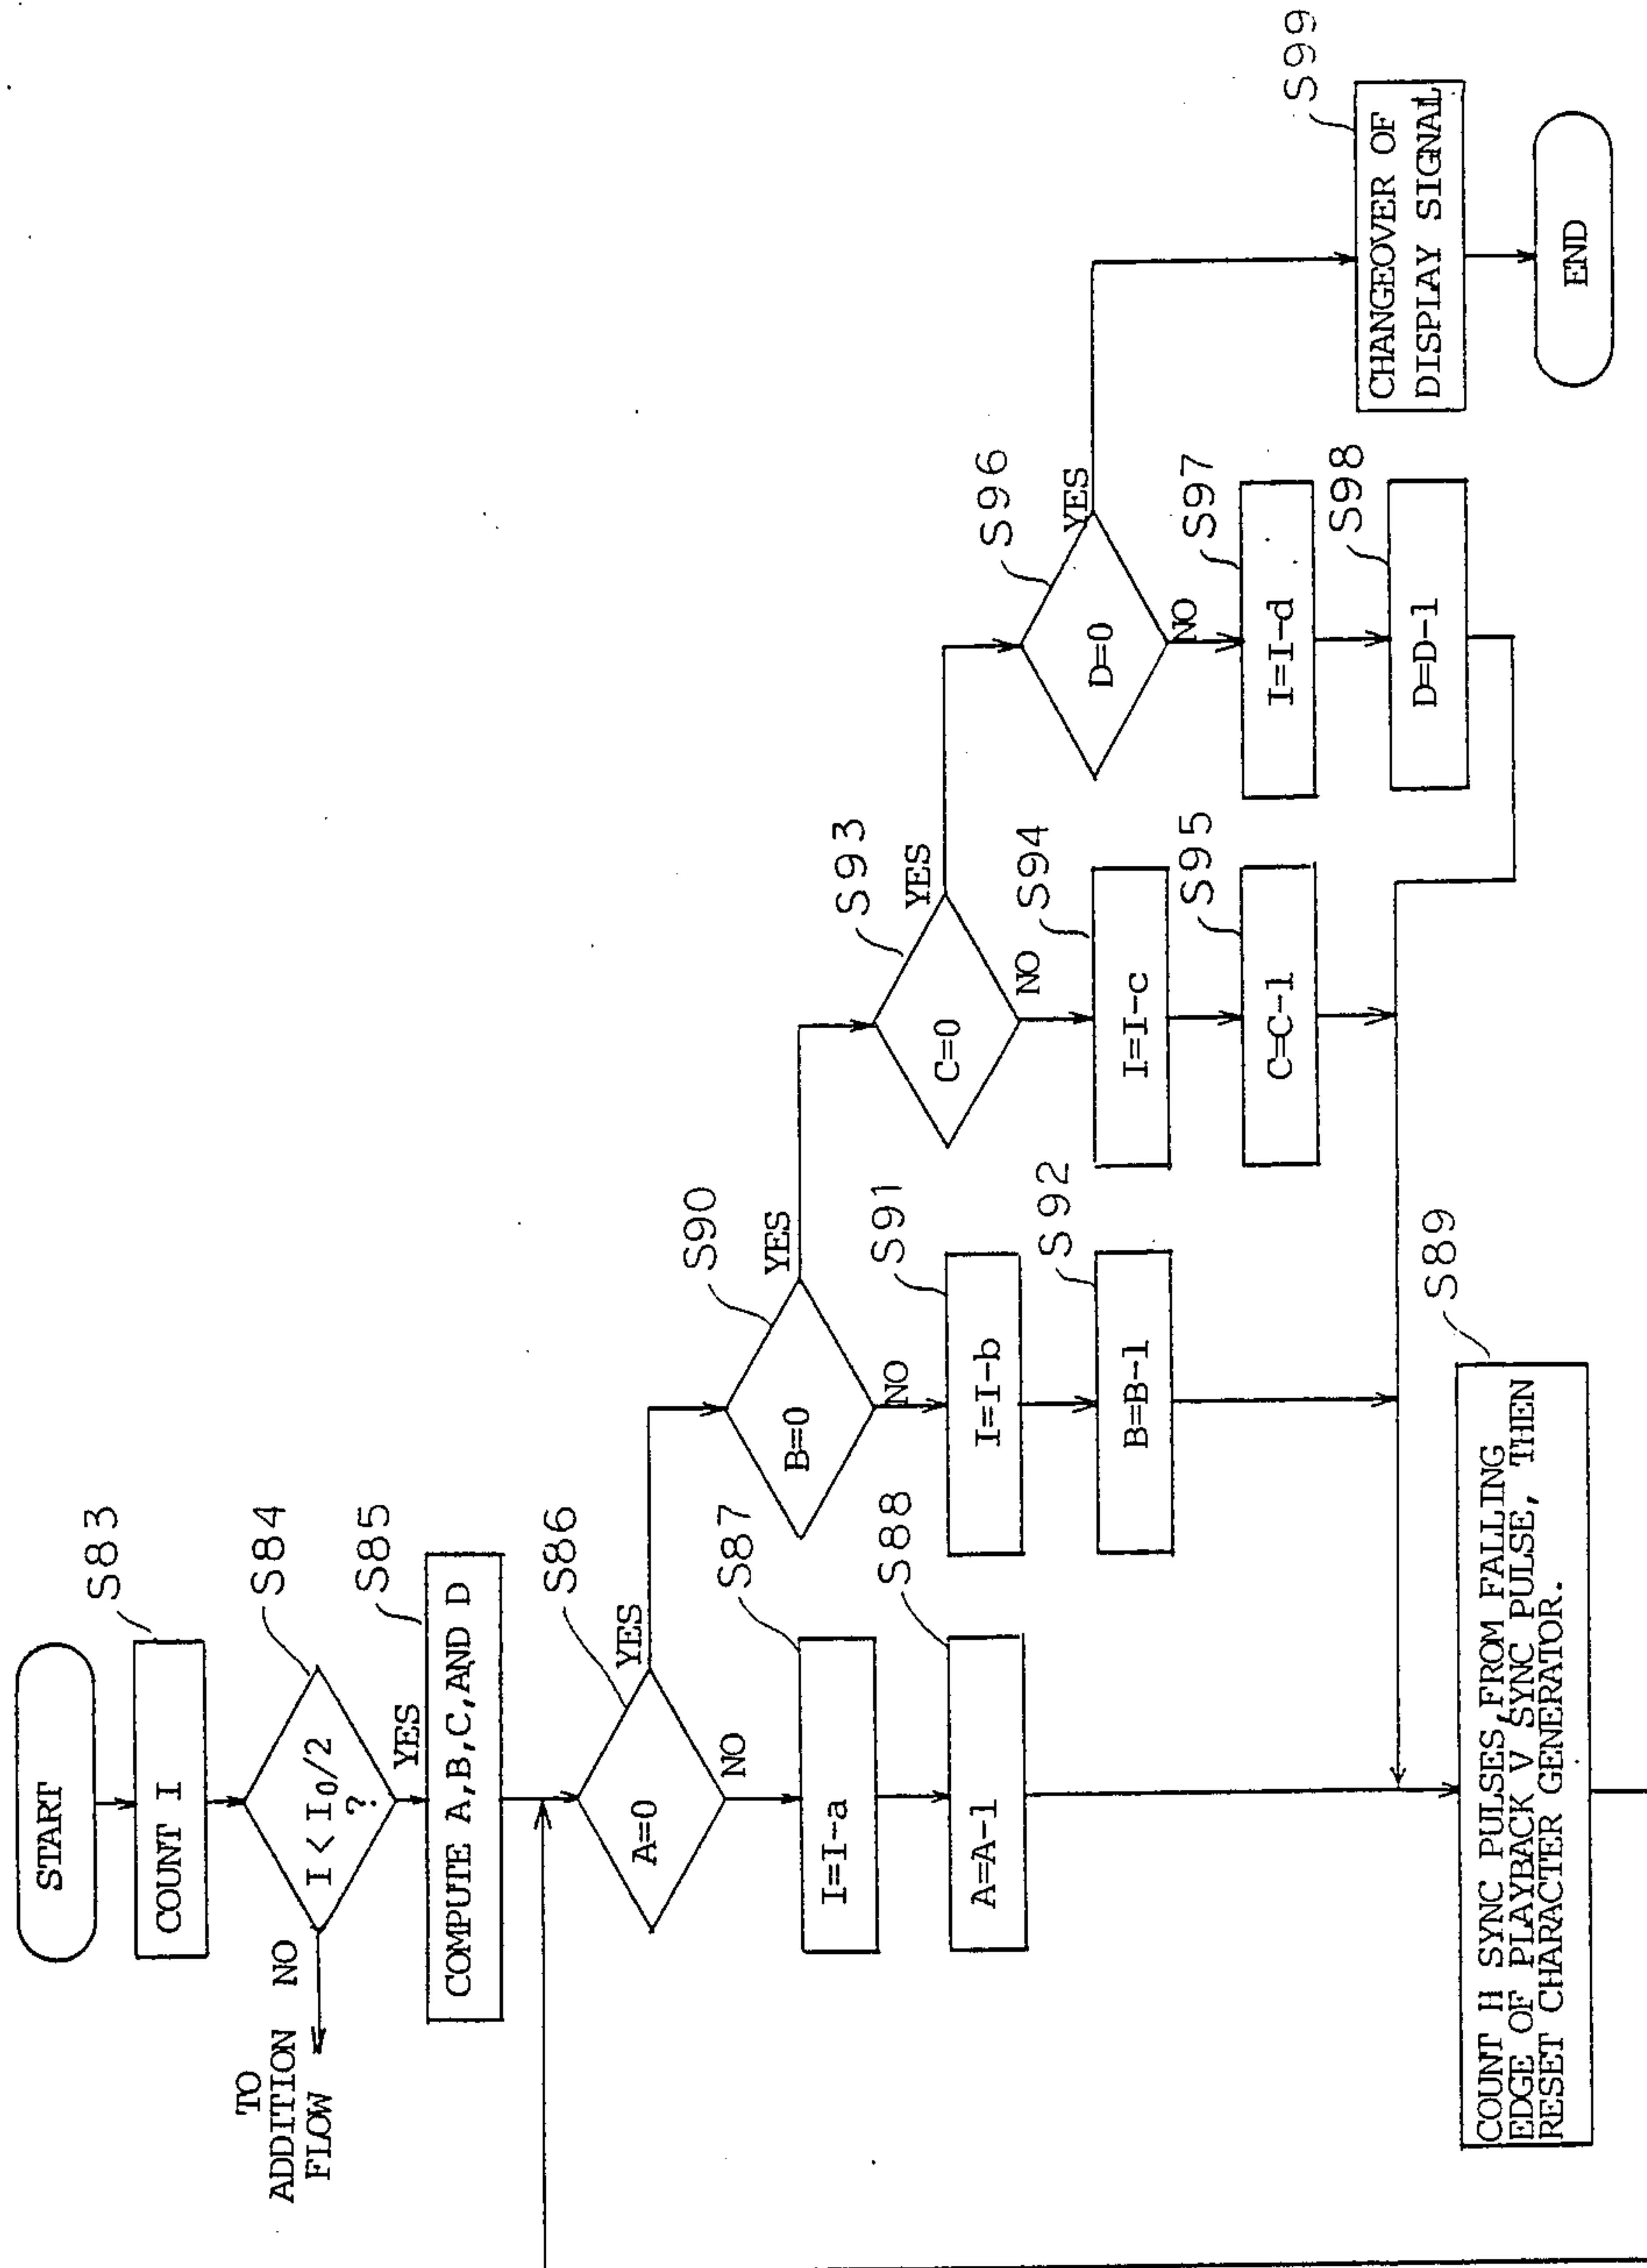 START
S83
COUNT I
S84
I < I0/2
?
NO
TO
ADDITION
FLOW
YES
S85
COMPUTE A,B,C,AND D
S86
A=0
YES
NO
S87
I=I-a
S88
A=A-1
S90
B=0
YES
NO
S91
I=I-b
S92
B=B-1
S93
C=0
YES
NO
S94
I=I-c
S95
C=C-1
S96
D=0
YES
NO
S97
I=I-d
S98
D=D-1
S99
CHANGEOVER OF
DISPLAY SIGNAL
END
S89
COUNT H SYNC PULSES,FROM FALLING
EDGE OF PLAYBACK V SYNC PULSE, THEN
RESET CHARACTER GENERATOR.